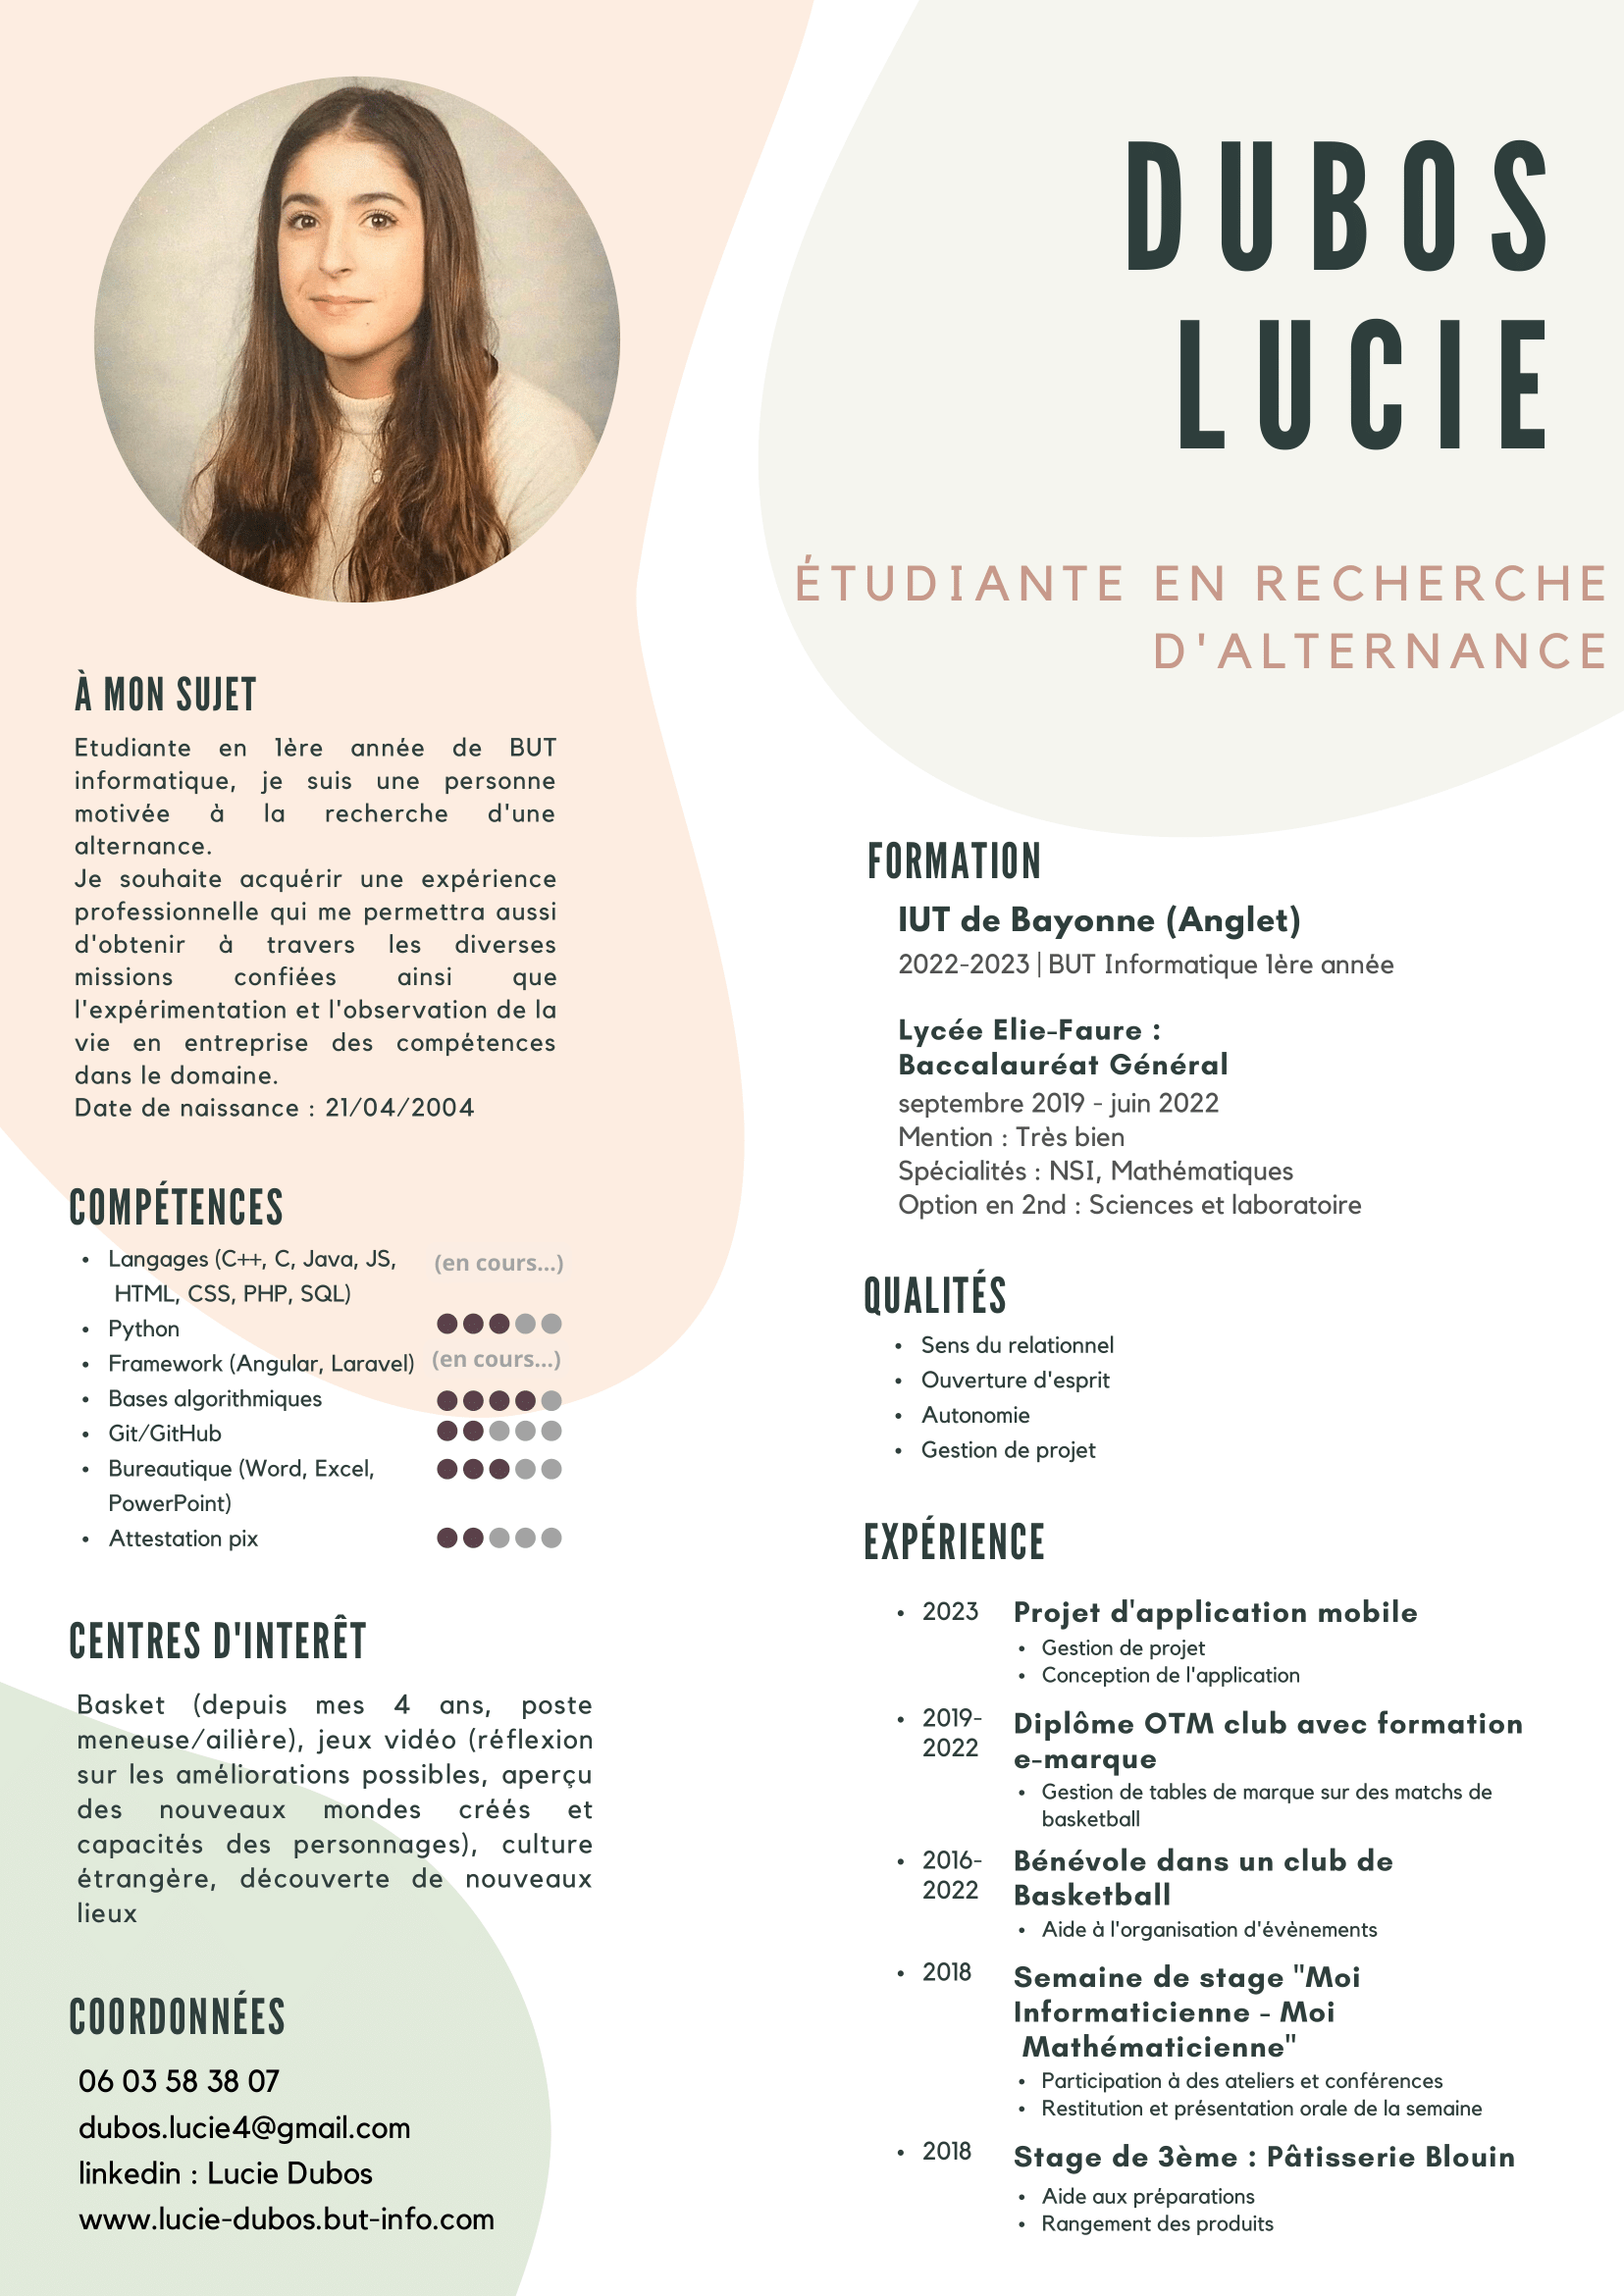 DUBOS
LUCIE
ÉTUDIANTE EN RECHERCHE
D'ALTERNANCE
À MON SUJET
Etudiante en 1ère année de BUT
informatique, je suis une personne
motivée à la recherche d'une
alternance.
Je souhaite acquérir une expérience
professionnelle qui me permettra aussi
d'obtenir à travers les diverses
missions confiées ainsi que
l'expérimentation et l'observation de la
vie en entreprise des compétences
dans le domaine.
Date de naissance : 21/04/2004
COMPÉTENCES
• Langages (C++, C, Java, JS, (en cours...)
HTML, CSS, PHP, SQL)
• Python
• Framework (Angular, Laravel) (en cours...)
• Bases algorithmiques
• Git/GitHub
• Bureautique (Word, Excel,
PowerPoint)
• Attestation pix
CENTRES D'INTERÊT
Basket (depuis mes 4 ans, poste
meneuse/ailière), jeux vidéo (réflexion
sur les améliorations possibles, aperçu
des nouveaux mondes créés et
capacités des personnages), culture
étrangère, découverte de nouveaux
lieux
COORDONNÉES
06 03 58 38 07
dubos.lucie4@gmail.com
linkedin : Lucie Dubos
www.lucie-dubos.but-info.com
FORMATION
IUT de Bayonne (Anglet)
2022-2023 | BUT Informatique 1ère année
Lycée Elie-Faure :
Baccalauréat Général
septembre 2019 - juin 2022
Mention : Très bien
Spécialités : NSI, Mathématiques
Option en 2nd : Sciences et laboratoire
QUALITÉS
• Sens du relationnel
• Ouverture d'esprit
• Autonomie
• Gestion de projet
EXPÉRIENCE
• 2023 Projet d'application mobile
• Gestion de projet
• Conception de l'application
• 2019- Diplôme OTM club avec formation
2022 e-marque
• Gestion de tables de marque sur des matchs de
basketball
• 2016- Bénévole dans un club de
2022 Basketball
• Aide à l'organisation d'évènements
• 2018 Semaine de stage "Moi
Informaticienne - Moi
Mathématicienne"
• Participation à des ateliers et conférences
• Restitution et présentation orale de la semaine
• 2018 Stage de 3ème : Pâtisserie Blouin
• Aide aux préparations
• Rangement des produits